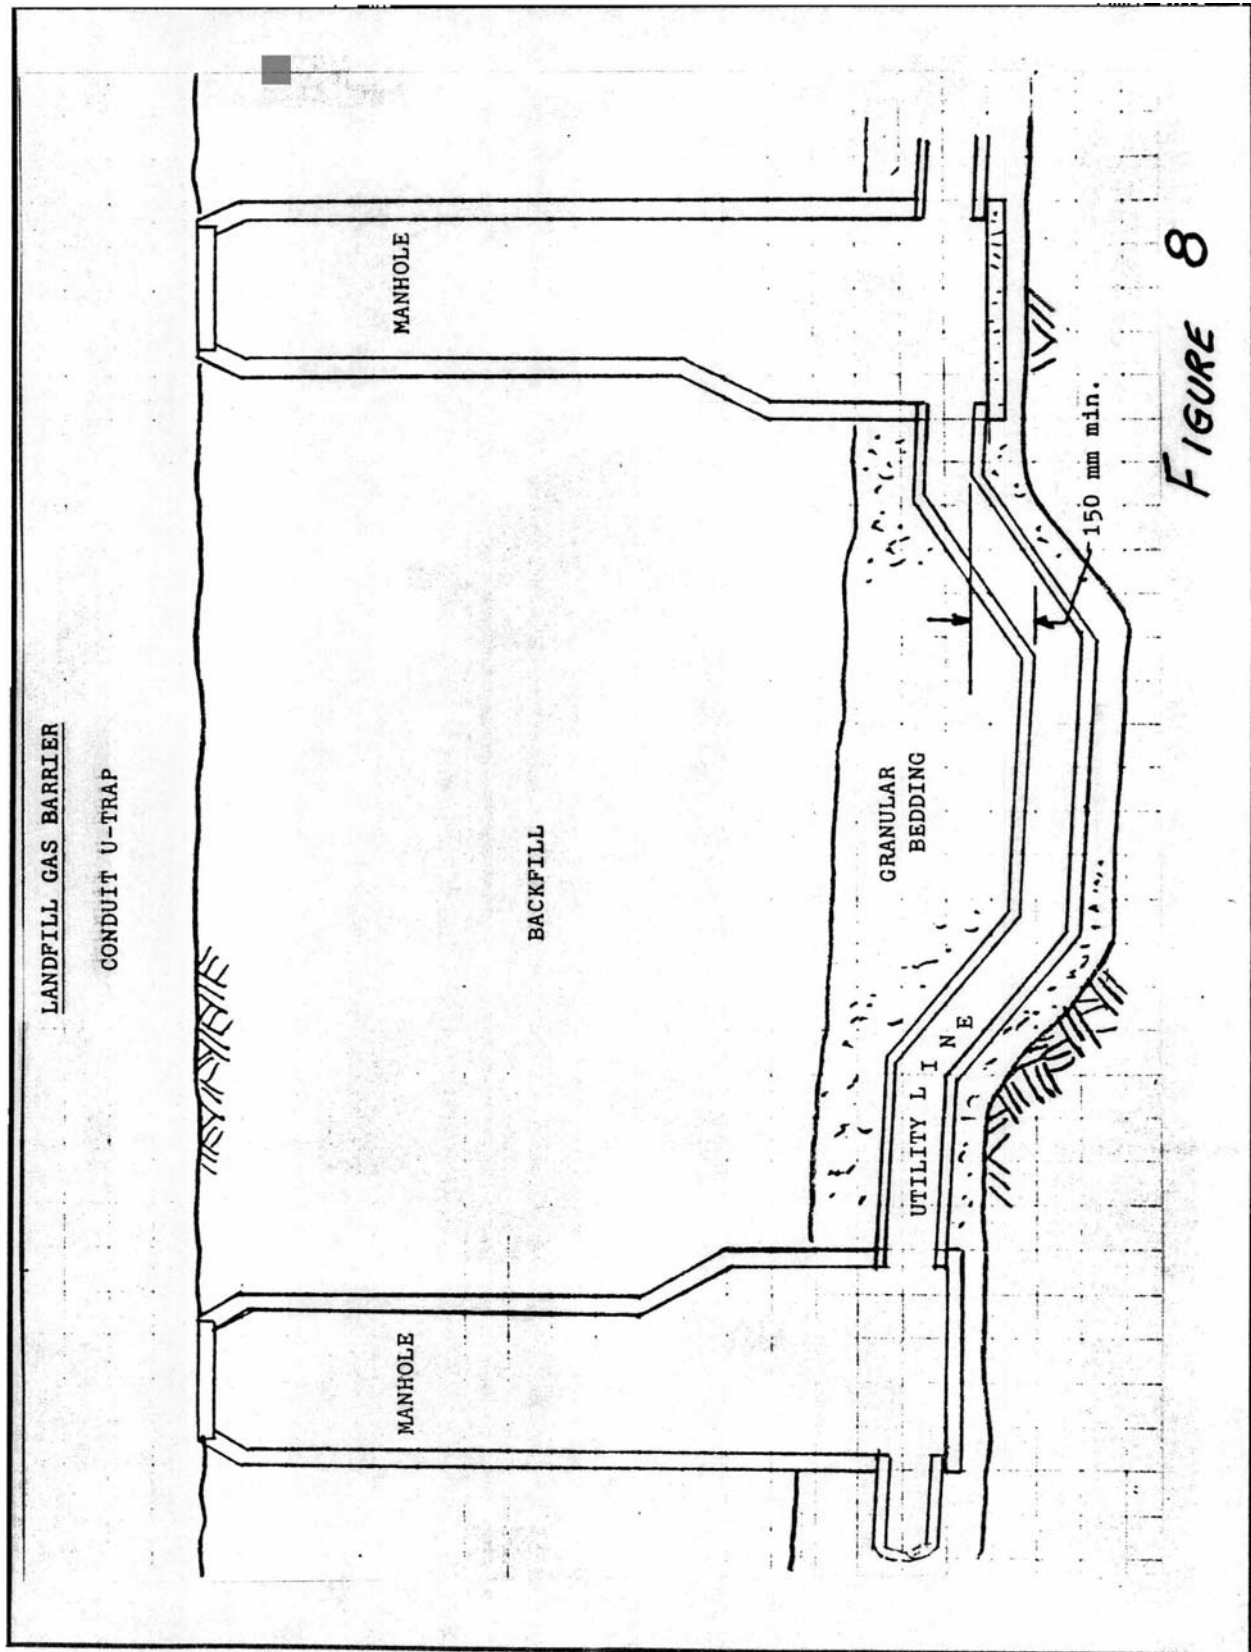 LANDFILL GAS BARRIER
CONDUIT U-TRAP
MANHOLE
MANHOLE
BACKFILL
GRANULAR
BEDDING
UTILITY LINE
150 mm min.
FIGURE 8